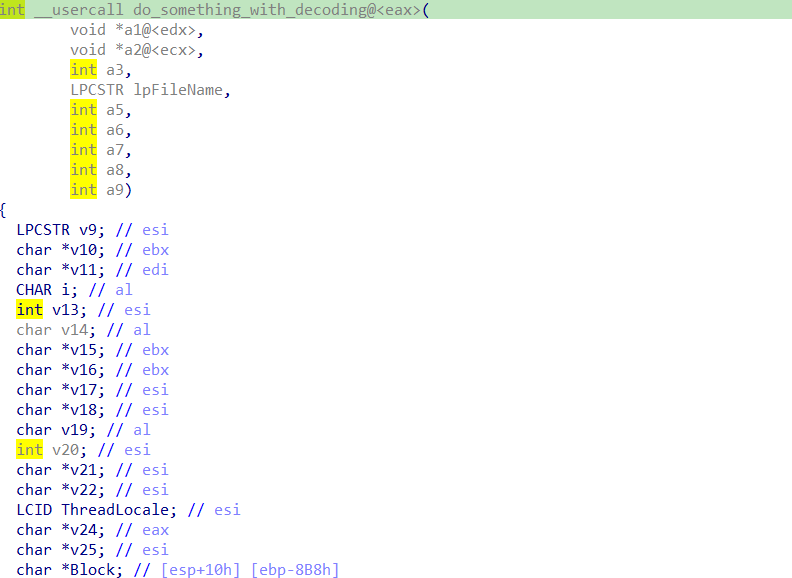 int __usercall do_something_with_decoding@<eax>(
void *a1@<edx>,
void *a2@<ecx>,
int a3,
LPCSTR lpFileName,
int a5,
int a6,
int a7,
int a8,
int a9)
{
LPCSTR v9; // esi
char *v10; // ebx
char *v11; // edi
CHAR i; // al
int v13; // esi
char v14; // al
char *v15; // ebx
char *v16; // ebx
char *v17; // esi
char *v18; // esi
char v19; // al
int v20; // esi
char *v21; // esi
char *v22; // esi
LCID ThreadLocale; // esi
char *v24; // eax
char *v25; // esi
char *Block; // [esp+10h] [ebp-8B8h]